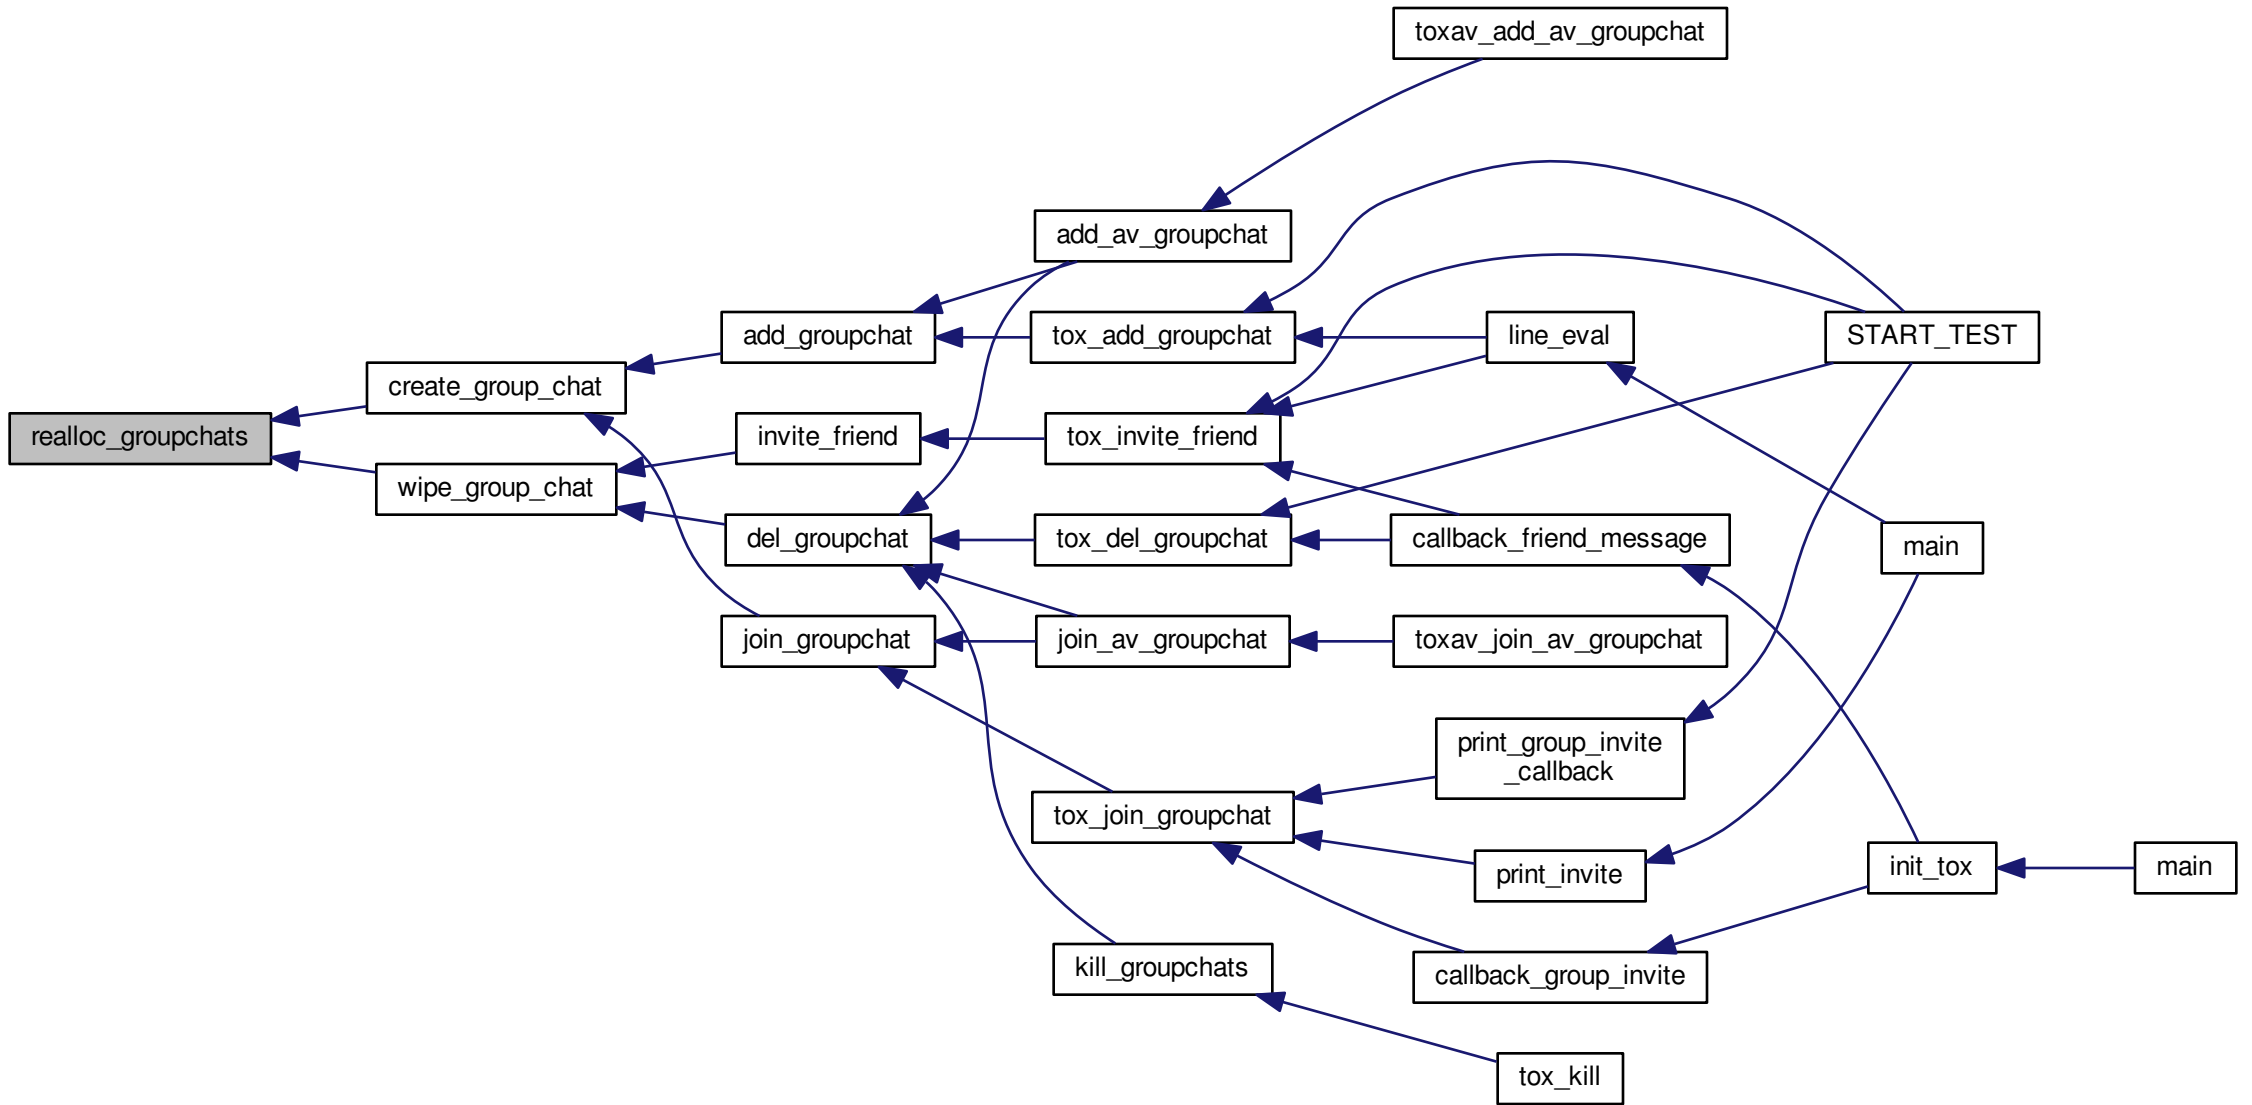 toxav_add_av_groupchat
add_av_groupchat
add_groupchat
tox_add_groupchat
line_eval
START_TEST
create_group_chat
realloc_groupchats
invite_friend
tox_invite_friend
wipe_group_chat
del_groupchat
tox_del_groupchat
callback_friend_message
main
join_groupchat
join_av_groupchat
toxav_join_av_groupchat
print_group_invite
_callback
tox_join_groupchat
print_invite
init_tox
main
kill_groupchats
callback_group_invite
tox_kill